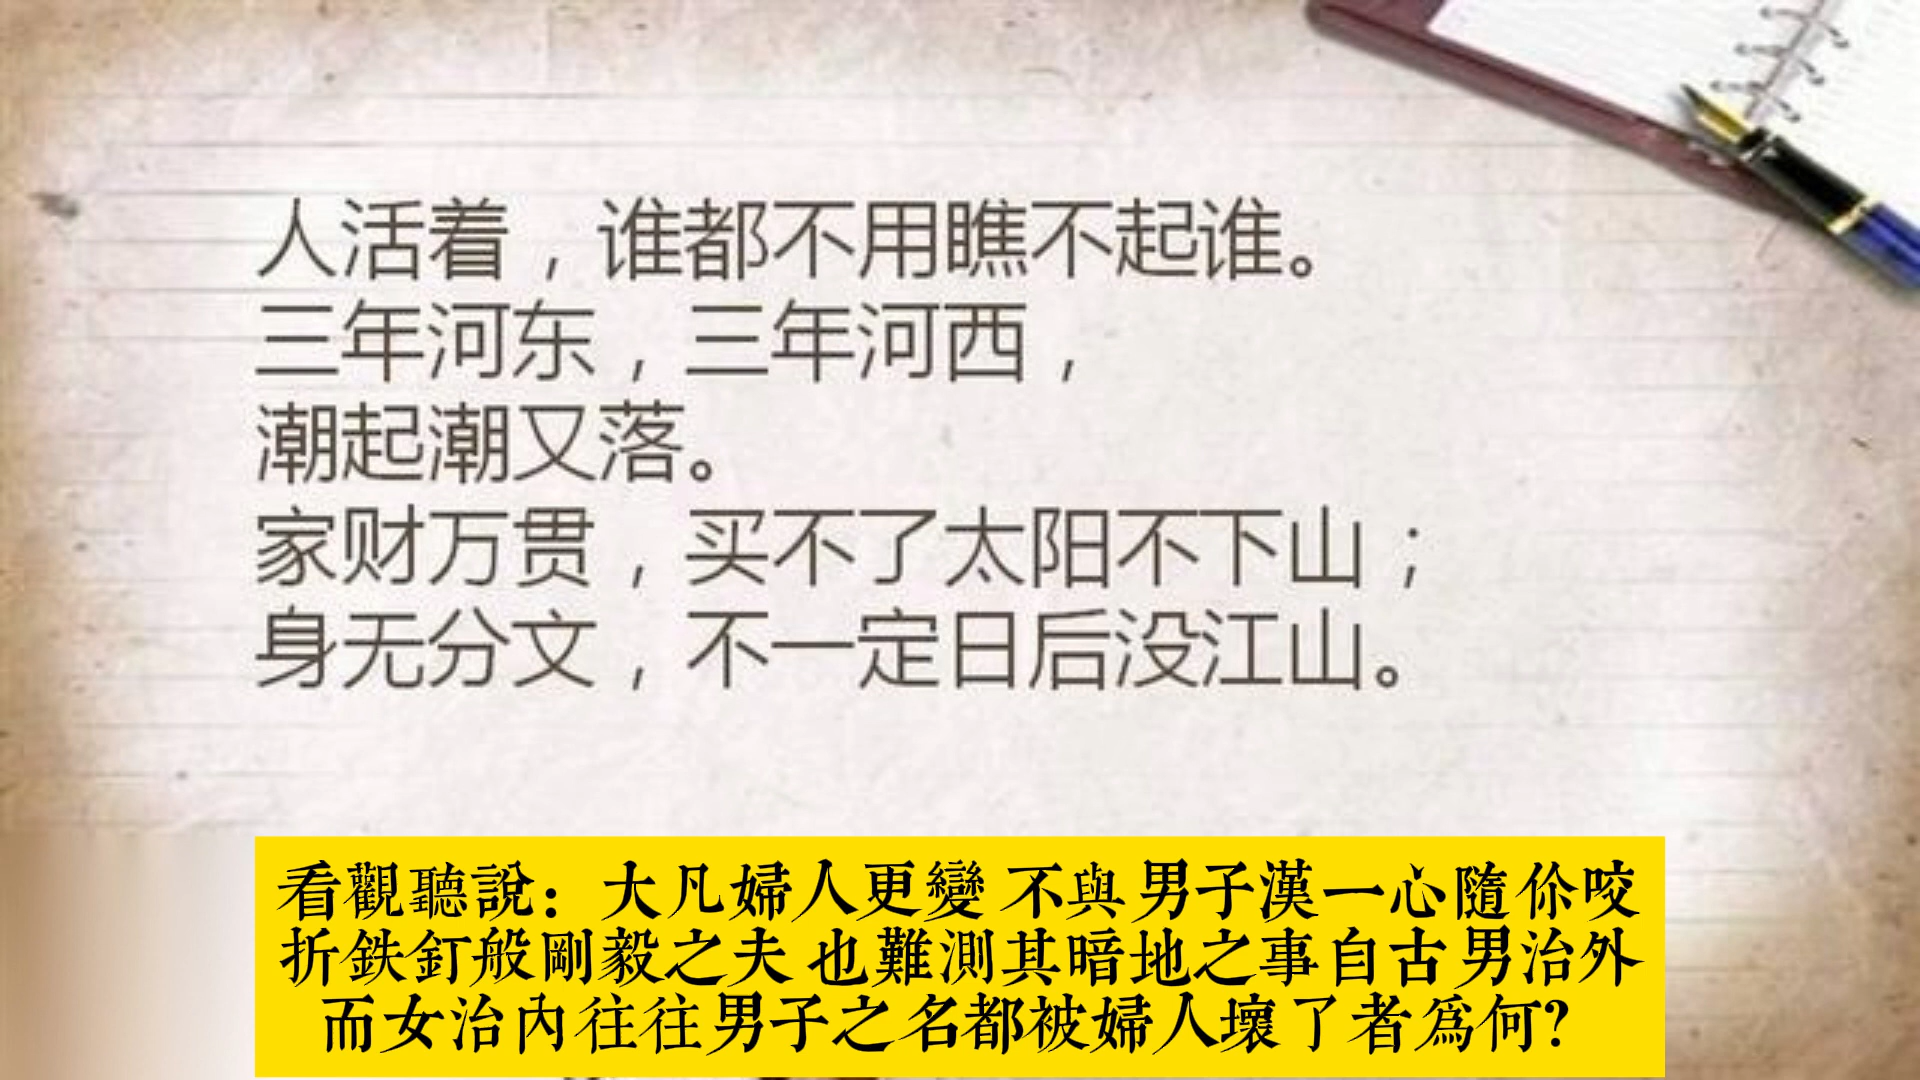 人活着，谁都不用瞧不起谁。
三年河东，三年河西，
潮起潮又落。
家财万贯，买不了太阳不下山；
身无分文，不一定日后没江山。
看觀聽說：大凡婦人更變 不與男子漢一心隨你咬
折鉄釘般剛毅之夫 也難測其暗地之事自古男治外
而女治內往往男子之名都被婦人壞了者為何？